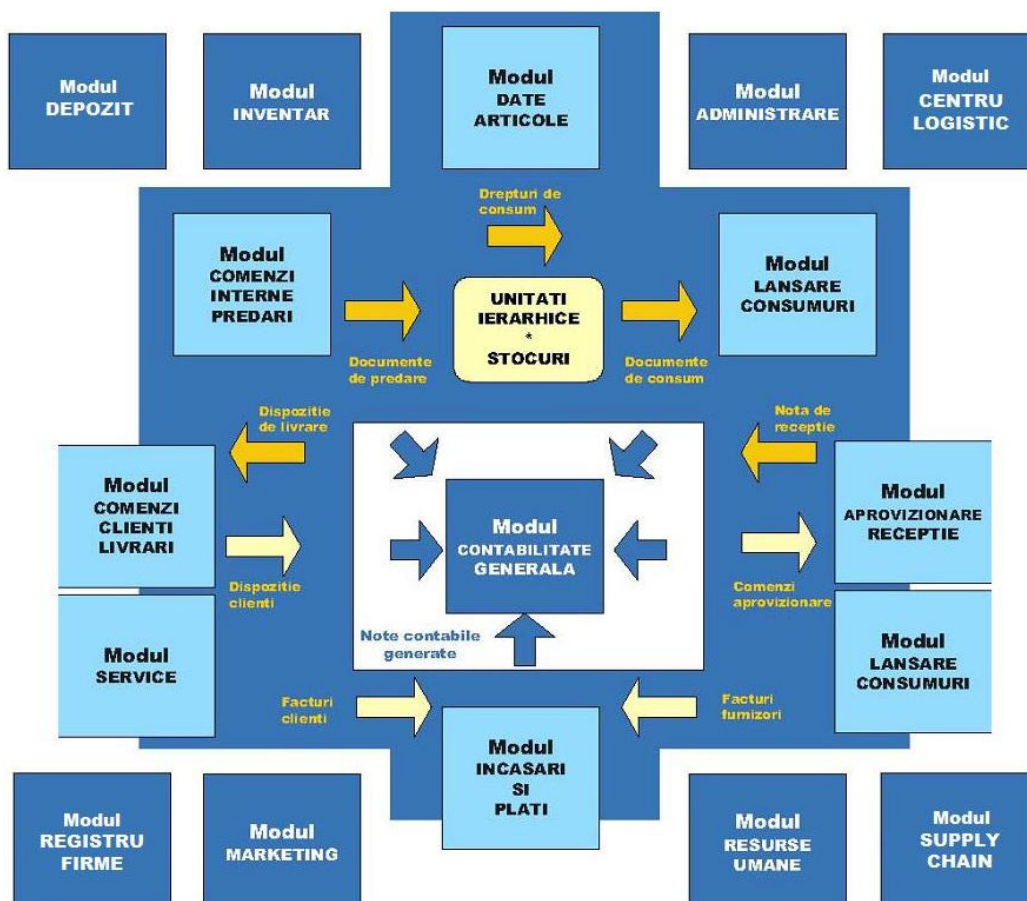 Modul
DEPOZIT
Modul
INVENTAR
Modul
DATE
ARTICOLE
Modul
ADMINISTRARE
Modul
CENTRU
LOGISTIC
Drepturi de
consum
Modul
COMENZI
INTERNE
PREDARI
UNITATI
IERARHICE
*
STOCURI
Modul
LANSARE
CONSUMURI
Documente
de predare
Documente
de consum
Dispozitie
de livrare
Nota de
receptie
Modul
COMENZI
CLIENTI
LIVRARI
Modul
CONTABILITATE
GENERALA
Modul
APROVIZIONARE
RECEPTIE
Dispozitie
clienti
Comenzi
aprovizionare
Note contabile
generate
Modul
SERVICE
Modul
LANSARE
CONSUMURI
Facturi
clienti
Facturi
fumizori
Modul
INCASARI
SI
PLATI
Modul
REGISTRU
FIRME
Modul
MARKETING
Modul
RESURSE
UMANE
Modul
SUPPLY
CHAIN